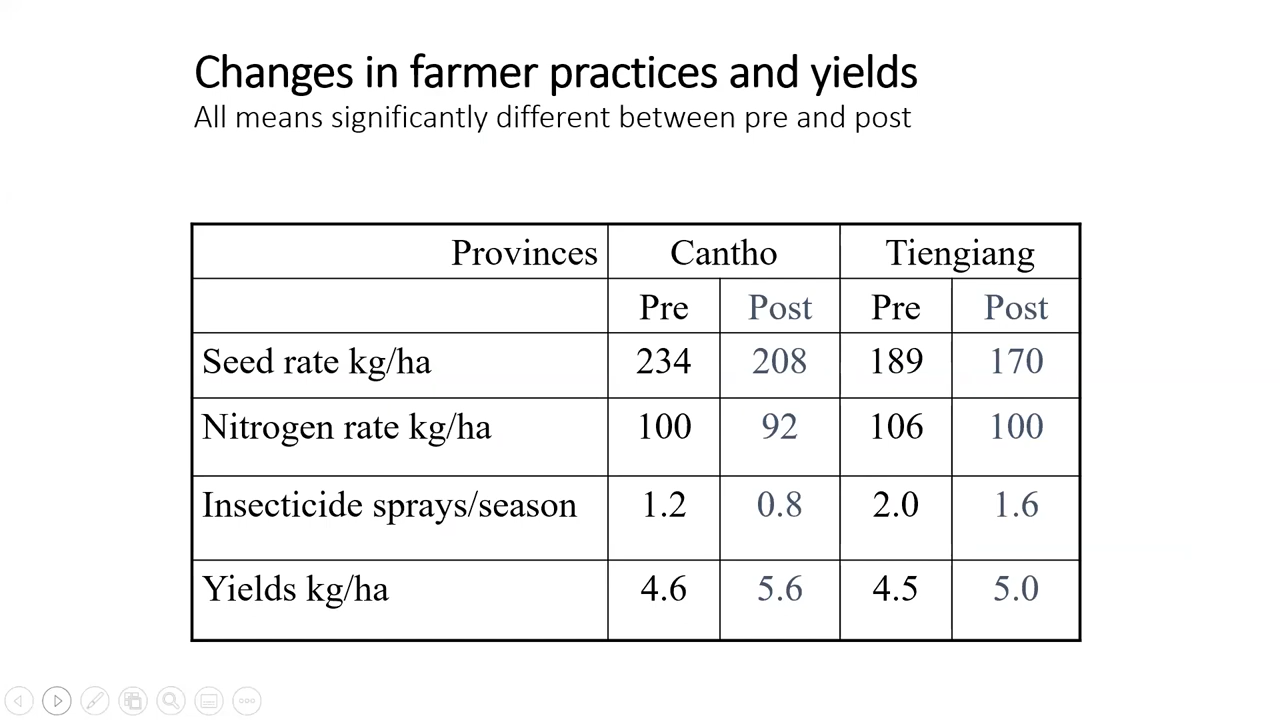 Changes in farmer practices and yields
All means significantly different between pre and post
Provinces Cantho Tiengiang
Pre Post Pre Post
Seed rate kg/ha 234 208 189 170
Nitrogen rate kg/ha 100 92 106 100
Insecticide sprays/season 1.2 0.8 2.0 1.6
Yields kg/ha 4.6 5.6 4.5 5.0